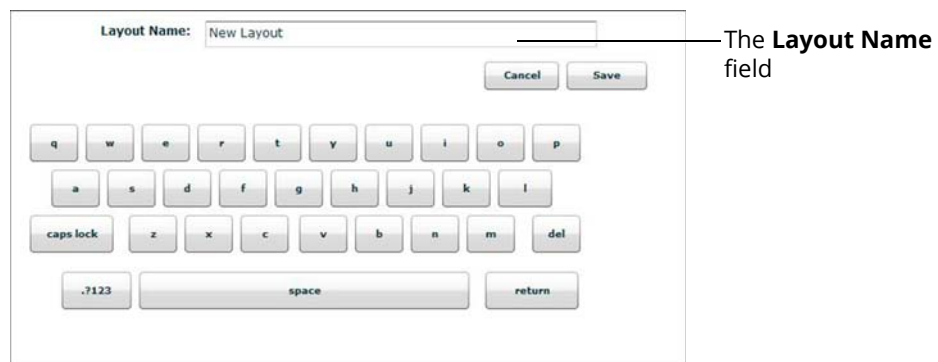 Layout Name: New Layout
The Layout Name
field
Cancel Save
q w e r t y u i o p
a s d f g h j k l
caps lock z x c v b n m del
.?123 space return